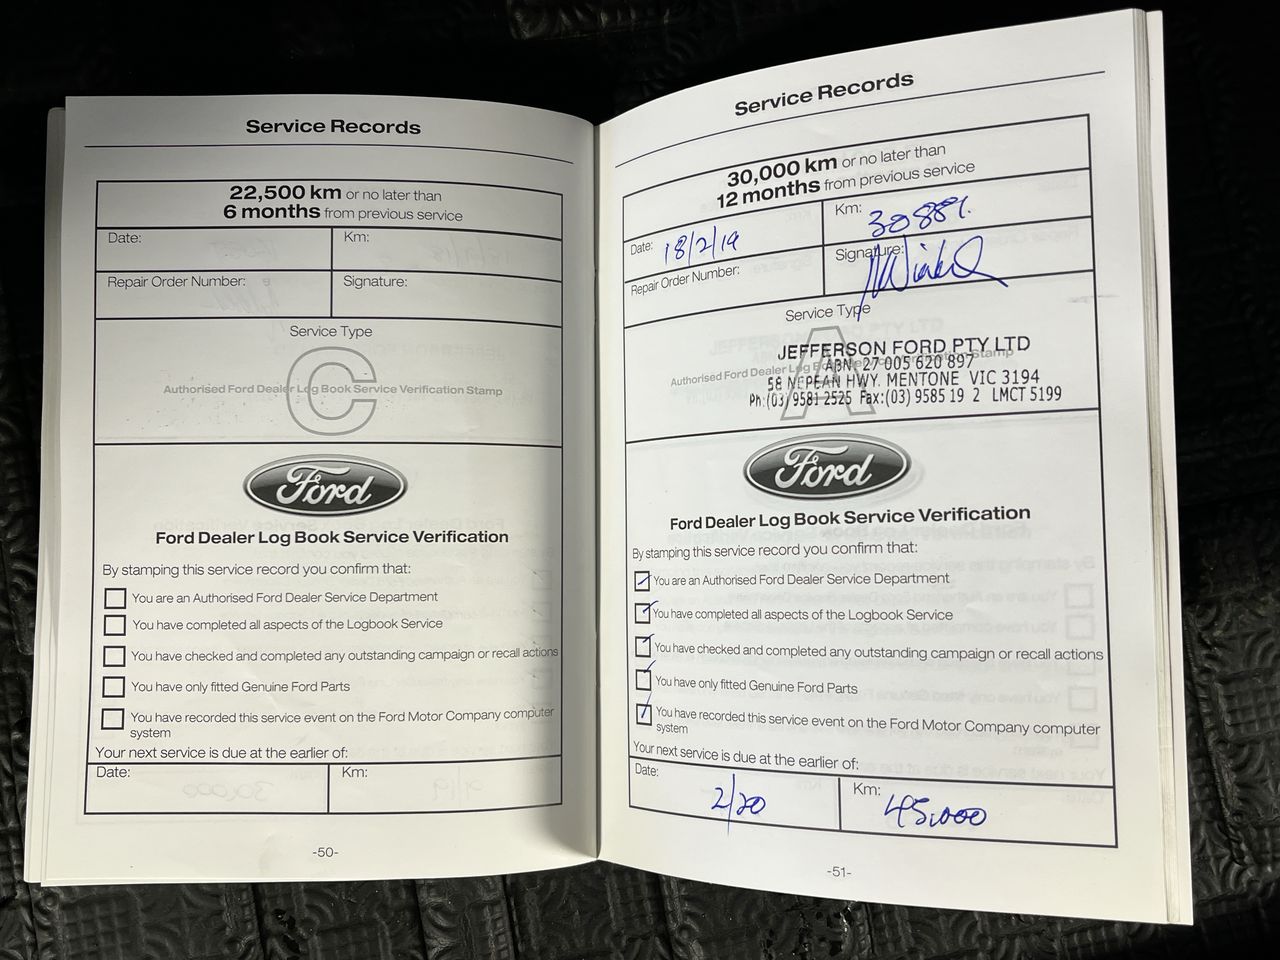 Service Records
22,500 km or no later than
6 months from previous service
Date:
Km:
Repair Order Number:
Signature:
Service Type
C
Authorised Ford Dealer Log Book Service Verification Stamp
Ford
Ford Dealer Log Book Service Verification
By stamping this service record you confirm that:
You are an Authorised Ford Dealer Service Department
You have completed all aspects of the Logbook Service
You have checked and completed any outstanding campaign or recall actions
You have only fitted Genuine Ford Parts
You have recorded this service event on the Ford Motor Company computer
system
Your next service is due at the earlier of:
Date:
Km:
-50-
Service Records
30,000 km or no later than
12 months from previous service
Date: 18/2/19
Km: 30881.
Repair Order Number:
Signature:
Service Type
A
Authorised Ford Dealer Log Book Service Verification Stamp
JEFFERSON FORD PTY LTD
ABN. 27 005 620 897
58 NEPEAN HWY. MENTONE VIC 3194
Ph:(03) 9581 2525 Fax:(03) 9585 19 2 LMCT 5199
Ford
Ford Dealer Log Book Service Verification
By stamping this service record you confirm that:
You are an Authorised Ford Dealer Service Department
You have completed all aspects of the Logbook Service
You have checked and completed any outstanding campaign or recall actions
You have only fitted Genuine Ford Parts
You have recorded this service event on the Ford Motor Company computer
system
Your next service is due at the earlier of:
Date: 2/20
Km: 45,000
-51-